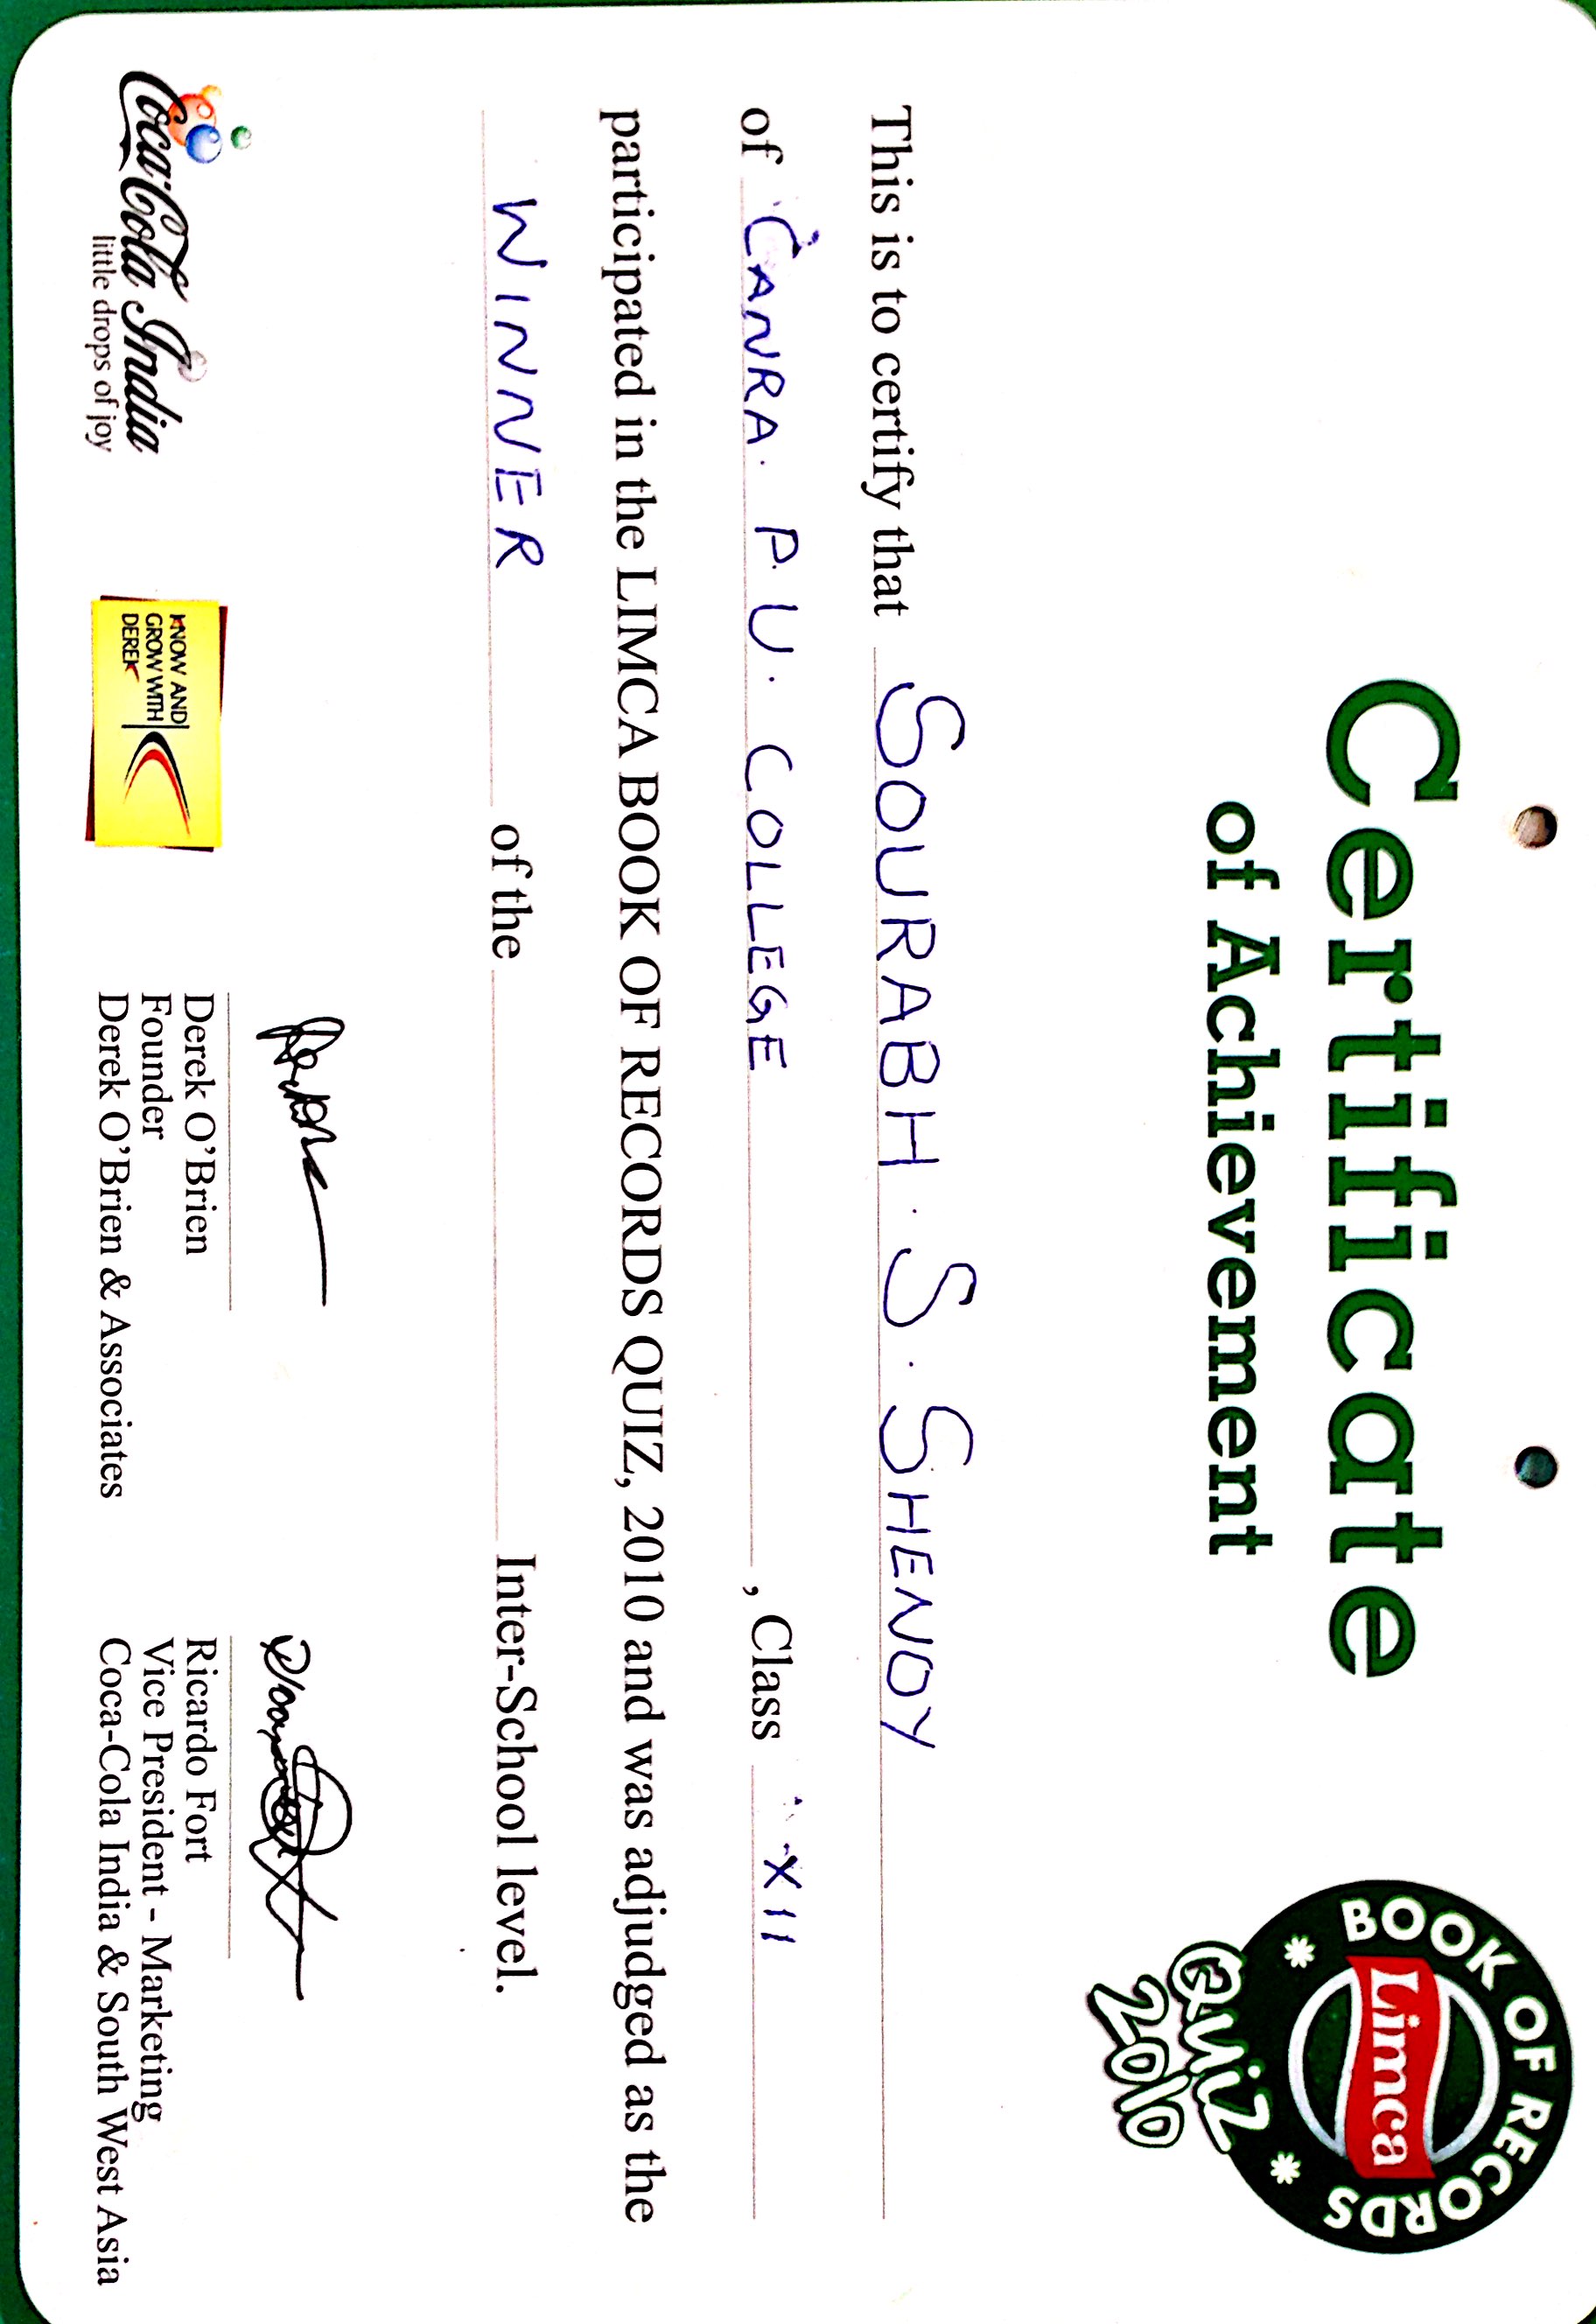 Certificate
of Achievement
BOOK OF RECORDS
Limca
Quiz
2010
This is to certify that SOURABH . S . SHENOY
of CANRA. P. U. COLLEGE , Class XII
participated in the LIMCA BOOK OF RECORDS QUIZ, 2010 and was adjudged as the
WINNER of the Inter-School level.
Coca-Cola India
little drops of joy
KNOW AND
GROW WITH
DEREK
Derek O'Brien
Founder
Derek O'Brien & Associates
Ricardo Fort
Vice President - Marketing
Coca-Cola India & South West Asia